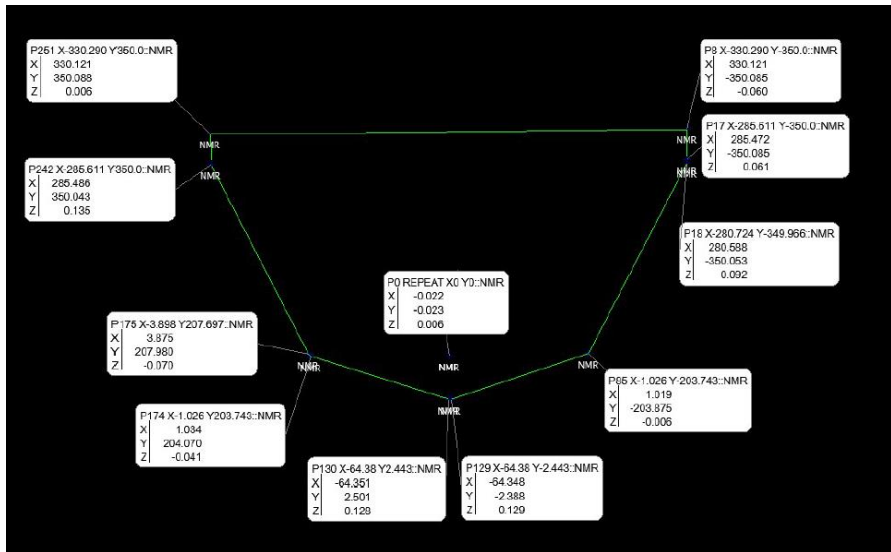 P251 X-330.290 Y350.0::NMR
X 330.121
Y 350.088
Z 0.006
P8 X-330.290 Y-350.0::NMR
X 330.121
Y -350.085
Z -0.060
NMR
NMR
P17 X-285.611 Y-350.0::NMR
X 285.472
Y -350.085
Z 0.061
P242 X-285.611 Y350.0::NMR
X 285.486
Y 350.043
Z 0.135
NMR
NMR
P18 X-280.724 Y-349.966::NMR
X 280.588
Y -350.053
Z 0.092
P0 REPEAT X0 Y0::NMR
X -0.022
Y -0.023
Z 0.006
P175 X-3.898 Y207.697::NMR
X 3.875
Y 207.980
Z -0.070
NMR
NMR
NMR
P85 X-1.026 Y-203.743::NMR
X 1.019
Y -203.875
Z -0.006
P174 X-1.026 Y203.743::NMR
X 1.034
Y 204.070
Z -0.041
NMR
P130 X-64.38 Y2.443::NMR
X -64.351
Y 2.501
Z 0.128
P129 X-64.38 Y-2.443::NMR
X -64.348
Y -2.388
Z 0.129